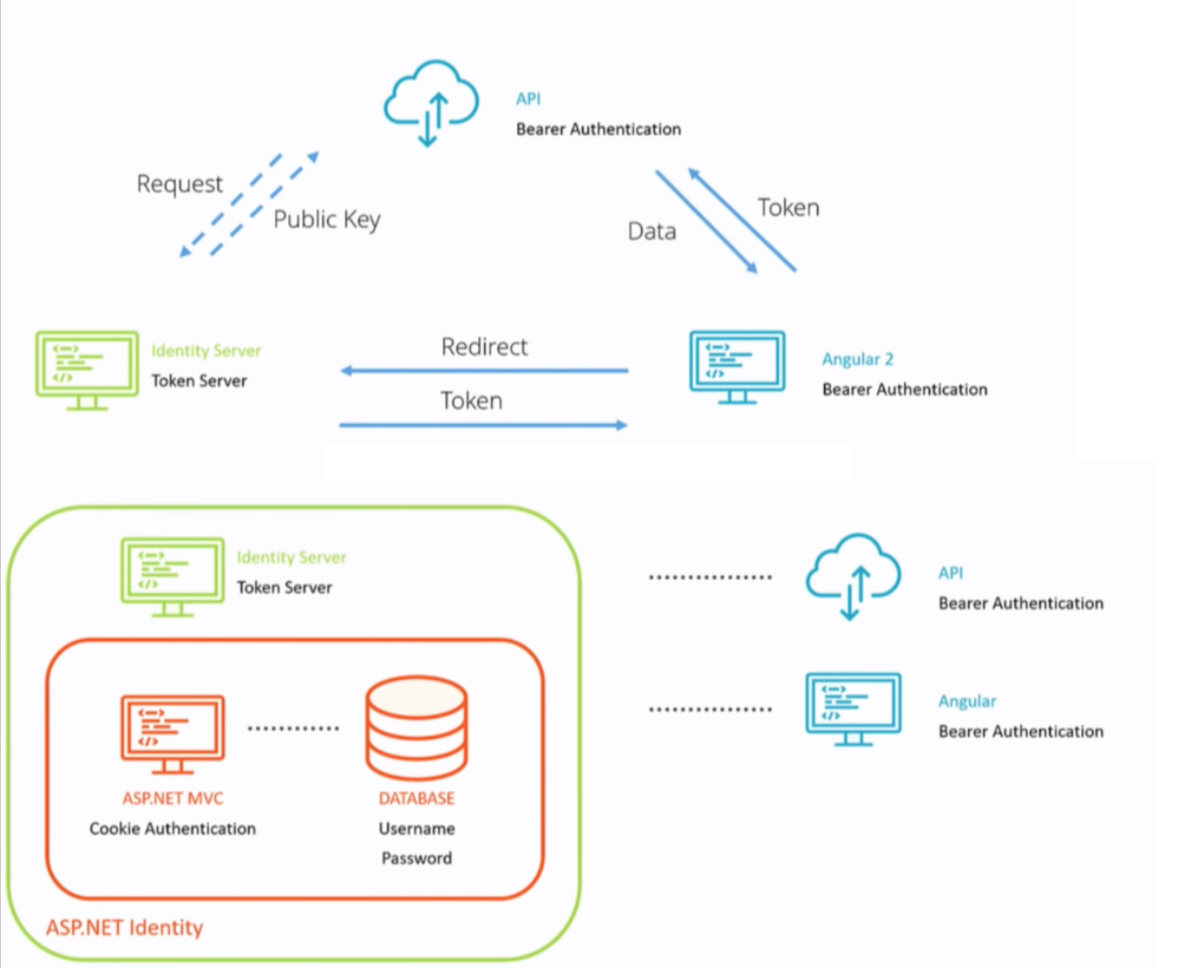 API
Bearer Authentication
Request
Public Key
Token
Data
Identity Server
Token Server
Redirect
Token
Angular 2
Bearer Authentication
Identity Server
Token Server
API
Bearer Authentication
ASP.NET MVC
Cookie Authentication
DATABASE
Username
Password
Angular
Bearer Authentication
ASP.NET Identity